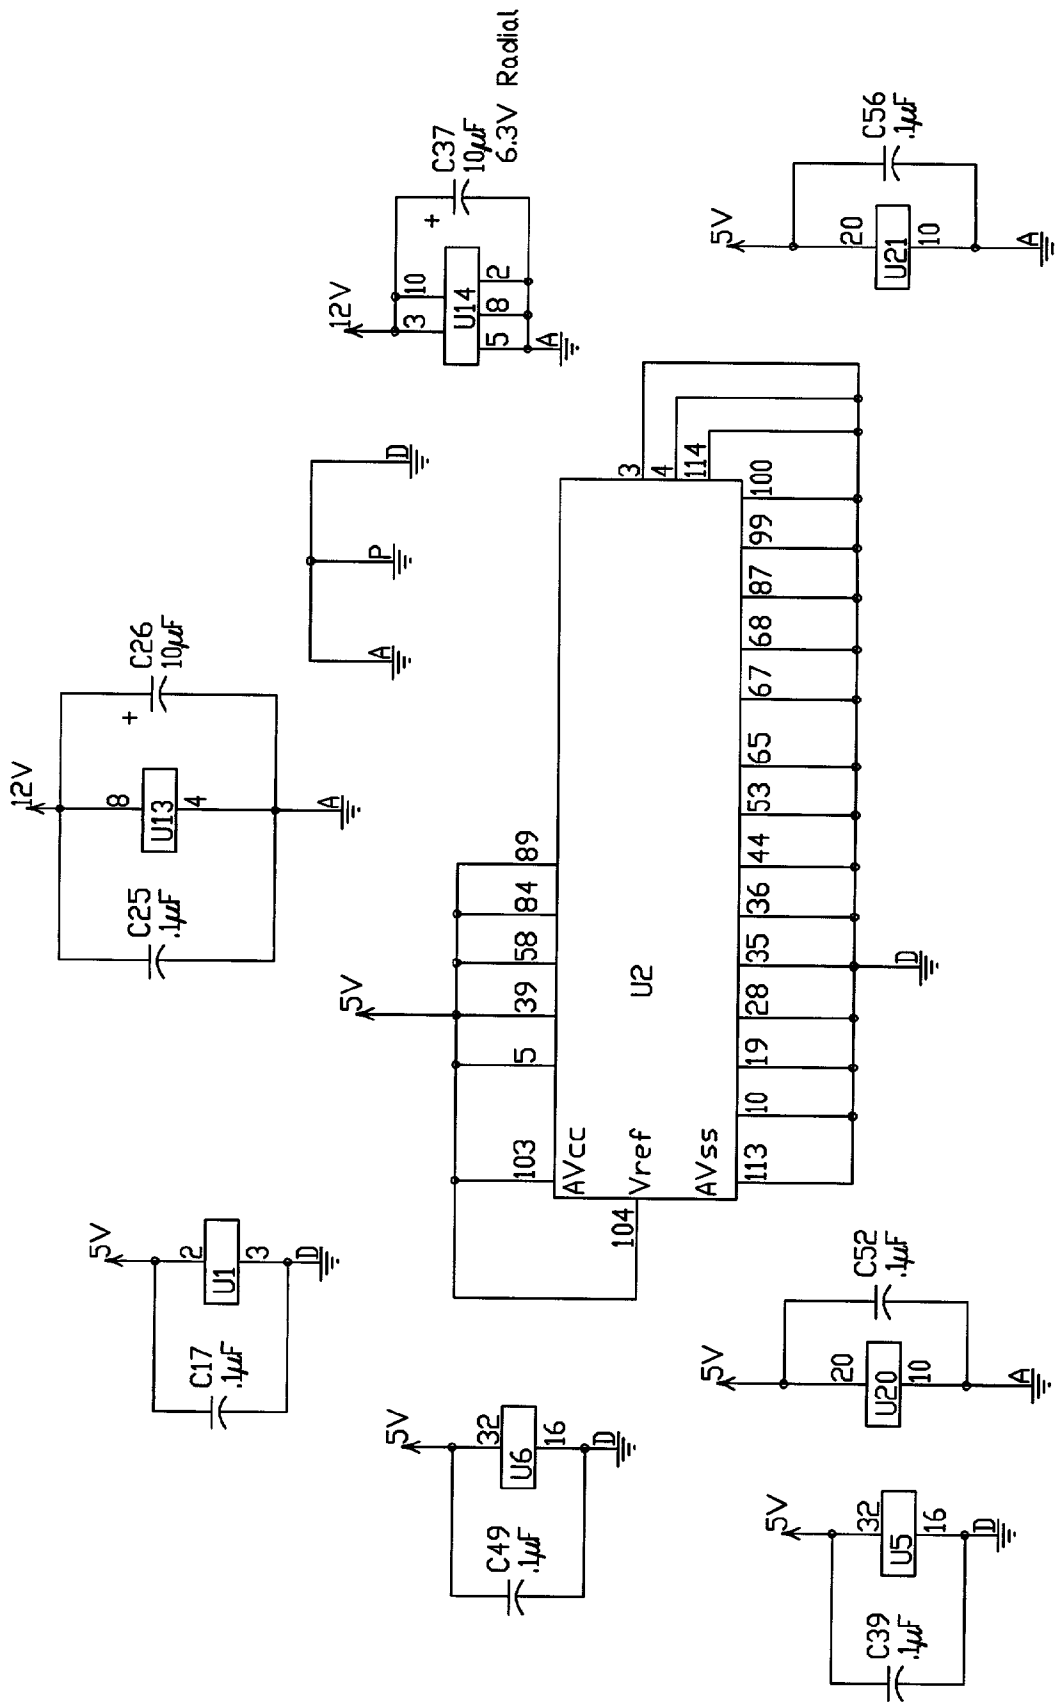 12V
C25
.1µF
8
U13
4
+
C26
10µF
A
A
P
D
12V
3
10
U14
5
8
2
+
C37
10µF
6.3V Radial
A
5V
2
U1
3
C17
.1µF
D
5V
103
5
39
58
84
89
AVcc
104
Vref
U2
AVss
3
4
114
113
10
19
28
35
36
44
53
65
67
68
87
99
100
D
5V
20
U21
10
C56
.1µF
A
5V
32
U6
16
C49
.1µF
D
5V
20
U20
10
C52
.1µF
A
5V
32
U5
16
C39
.1µF
D